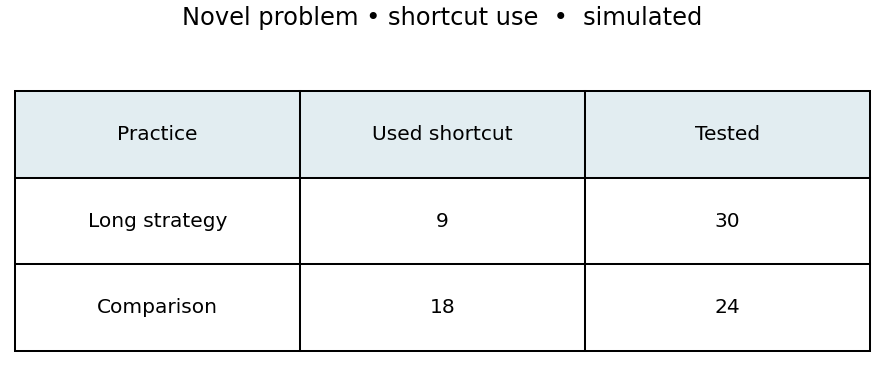 Novel problem • shortcut use  •  simulated
Practice Used shortcut Tested
Long strategy 9 30
Comparison 18 24